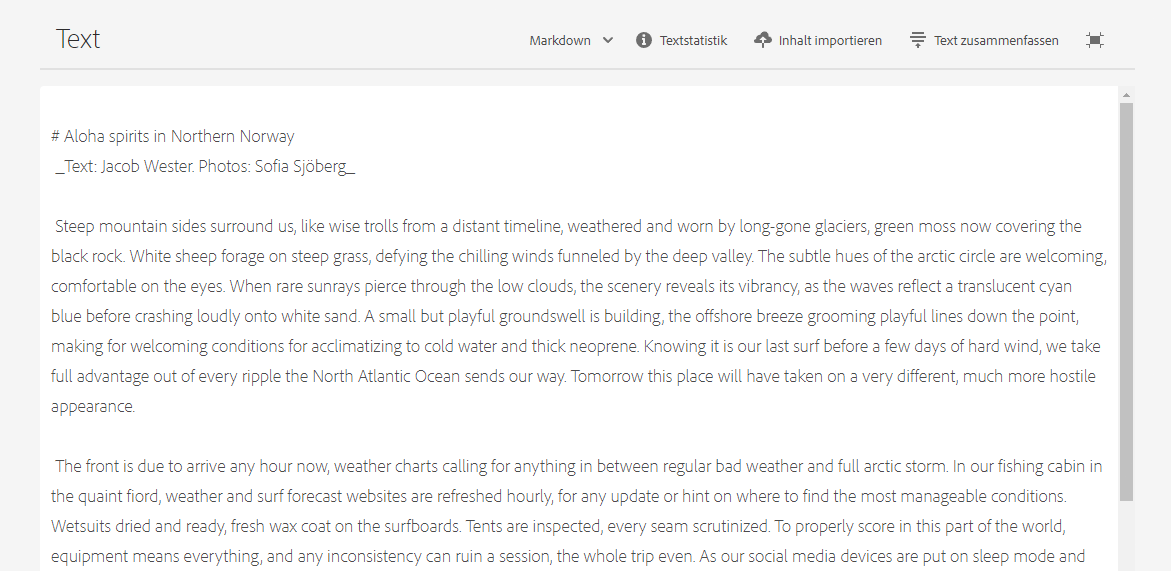 Text
Markdown
Textstatistik
Inhalt importieren
Text zusammenfassen
# Aloha spirits in Northern Norway
_Text: Jacob Wester. Photos: Sofia Sjöberg_
Steep mountain sides surround us, like wise trolls from a distant timeline, weathered and worn by long-gone glaciers, green moss now covering the
black rock. White sheep forage on steep grass, defying the chilling winds funneled by the deep valley. The subtle hues of the arctic circle are welcoming,
comfortable on the eyes. When rare sunrays pierce through the low clouds, the scenery reveals its vibrancy, as the waves reflect a translucent cyan
blue before crashing loudly onto white sand. A small but playful groundswell is building, the offshore breeze grooming playful lines down the point,
making for welcoming conditions for acclimatizing to cold water and thick neoprene. Knowing it is our last surf before a few days of hard wind, we take
full advantage out of every ripple the North Atlantic Ocean sends our way. Tomorrow this place will have taken on a very different, much more hostile
appearance.
The front is due to arrive any hour now, weather charts calling for anything in between regular bad weather and full arctic storm. In our fishing cabin in
the quaint fiord, weather and surf forecast websites are refreshed hourly, for any update or hint on where to find the most manageable conditions.
Wetsuits dried and ready, fresh wax coat on the surfboards. Tents are inspected, every seam scrutinized. To properly score in this part of the world,
equipment means everything, and any inconsistency can ruin a session, the whole trip even. As our social media devices are put on sleep mode and